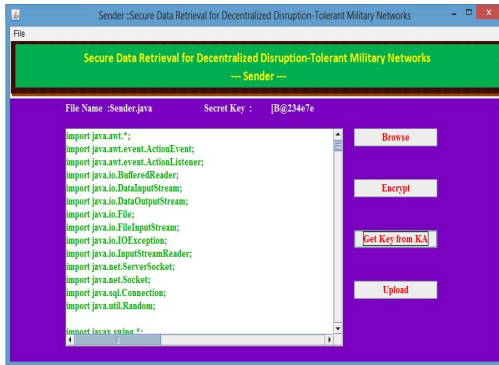 Sender ::Secure Data Retrieval for Decentralized Disruption-Tolerant Military Networks
File
Secure Data Retrieval for Decentralized Disruption-Tolerant Military Networks
--- Sender ---
File Name :Sender.java Secret Key : [B@234e7e
import java.awt.*;
import java.awt.event.ActionEvent;
import java.awt.event.ActionListener;
import java.io.BufferedReader;
import java.io.DataInputStream;
import java.io.DataOutputStream;
import java.io.File;
import java.io.FileInputStream;
import java.io.IOException;
import java.io.InputStreamReader;
import java.net.ServerSocket;
import java.net.Socket;
import java.sql.Connection;
import java.util.Random;
import javax.swing.*;
Browse
Encrypt
Get Key from KA
Upload